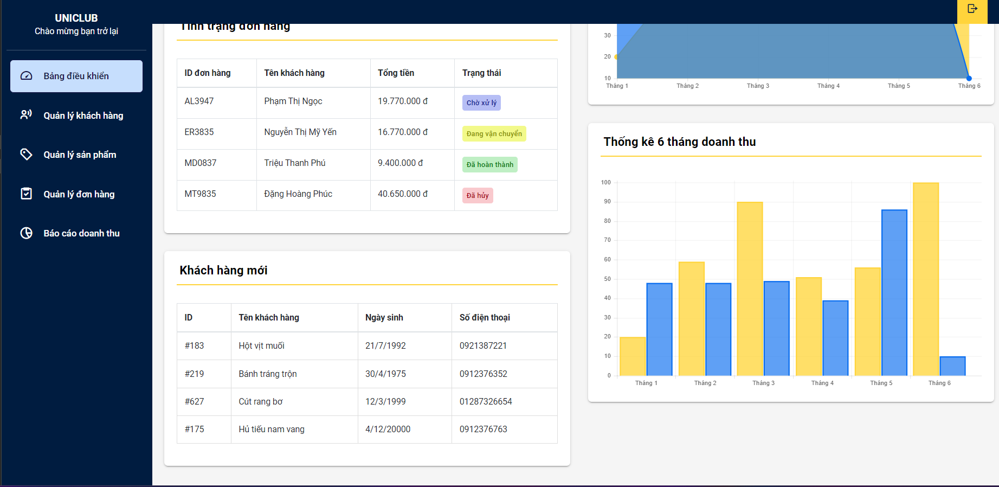 UNICLUB
Chào mừng bạn trở lại
Bảng điều khiển
Quản lý khách hàng
Quản lý sản phẩm
Quản lý đơn hàng
Báo cáo doanh thu
Tình trạng đơn hàng
ID đơn hàng Tên khách hàng Tổng tiền Trạng thái
AL3947 Phạm Thị Ngọc 19.770.000 đ Chờ xử lý
ER3835 Nguyễn Thị Mỹ Yến 16.770.000 đ Đang vận chuyển
MD0837 Triệu Thanh Phú 9.400.000 đ Đã hoàn thành
MT9835 Đặng Hoàng Phúc 40.650.000 đ Đã hủy
Khách hàng mới
ID Tên khách hàng Ngày sinh Số điện thoại
#183 Hột vịt muối 21/7/1992 0921387221
#219 Bánh tráng trộn 30/4/1975 0912376352
#627 Cút rang bơ 12/3/1999 01287326654
#175 Hủ tiếu nam vang 4/12/20000 0912376763
30
20
10
Tháng 1 Tháng 2 Tháng 3 Tháng 4 Tháng 5 Tháng 6
Thống kê 6 tháng doanh thu
100
90
80
70
60
50
40
30
20
10
0
Tháng 1 Tháng 2 Tháng 3 Tháng 4 Tháng 5 Tháng 6